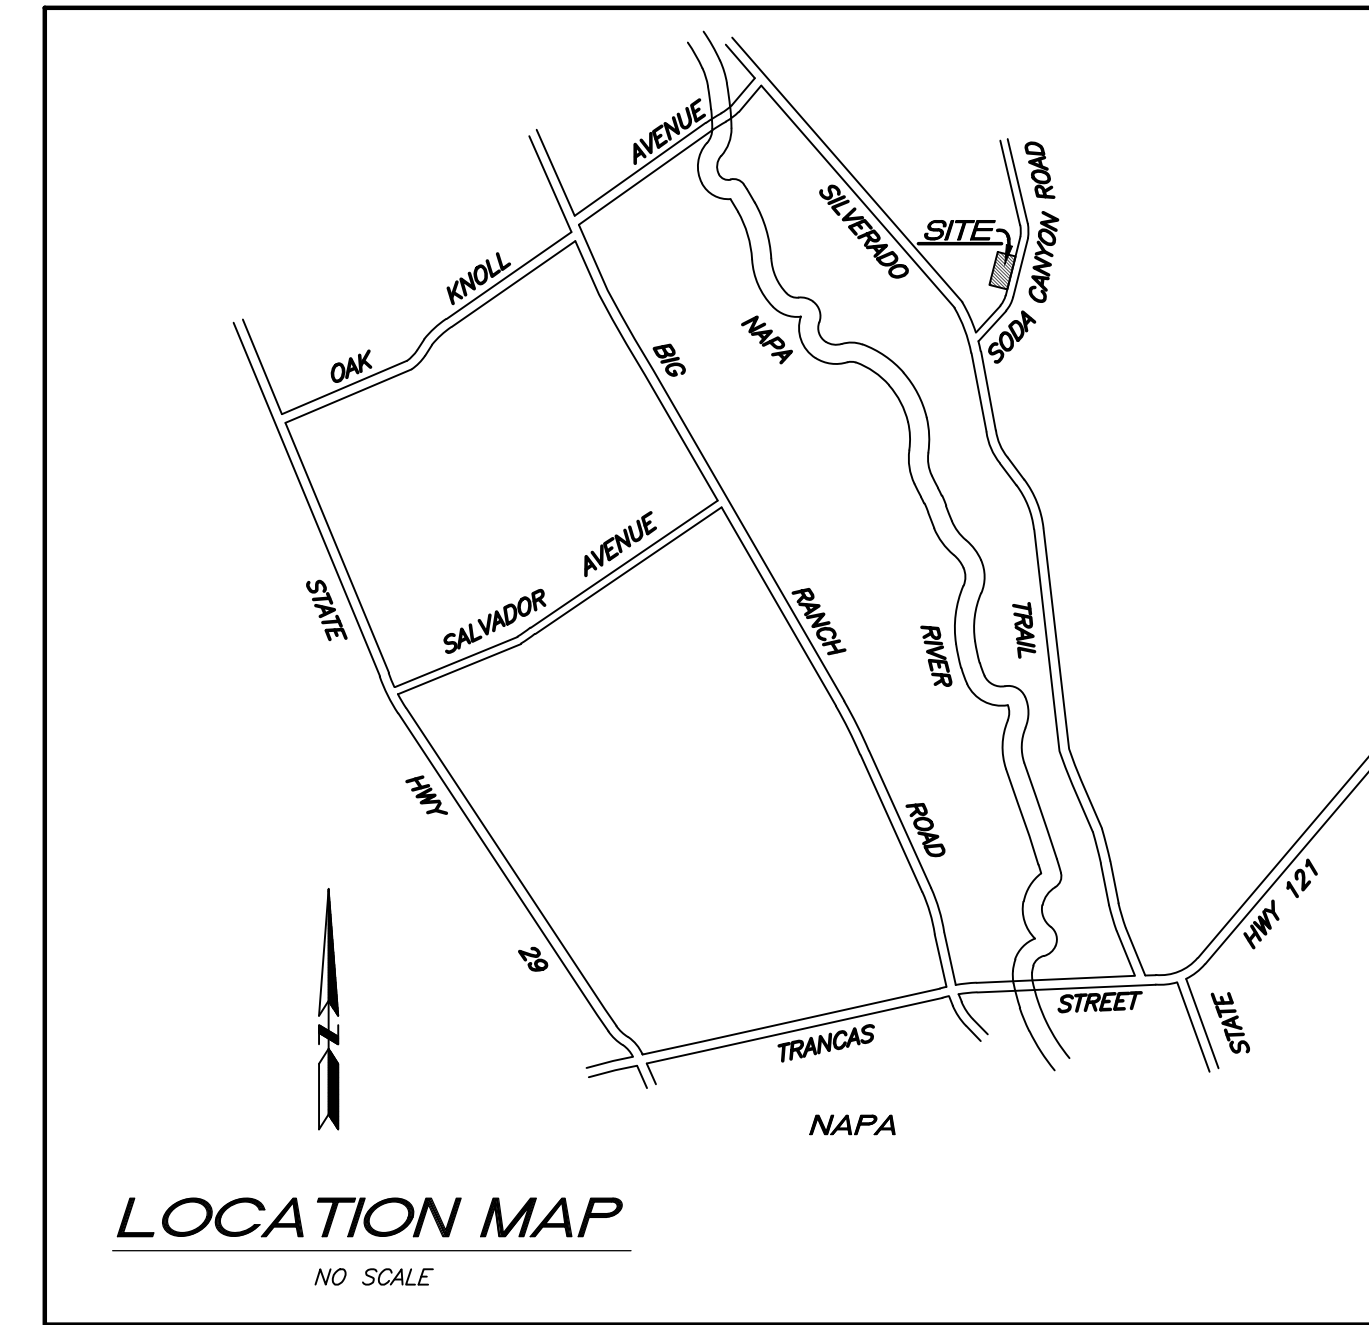 OAK KNOLL AVENUE
SILVERADO TRAIL
SITE
SODA CANYON ROAD
NAPA RIVER
BIG RANCH ROAD
SALVADOR AVENUE
STATE HWY 29
HWY 121
STATE
TRANCAS STREET
N
NAPA
LOCATION MAP
NO SCALE